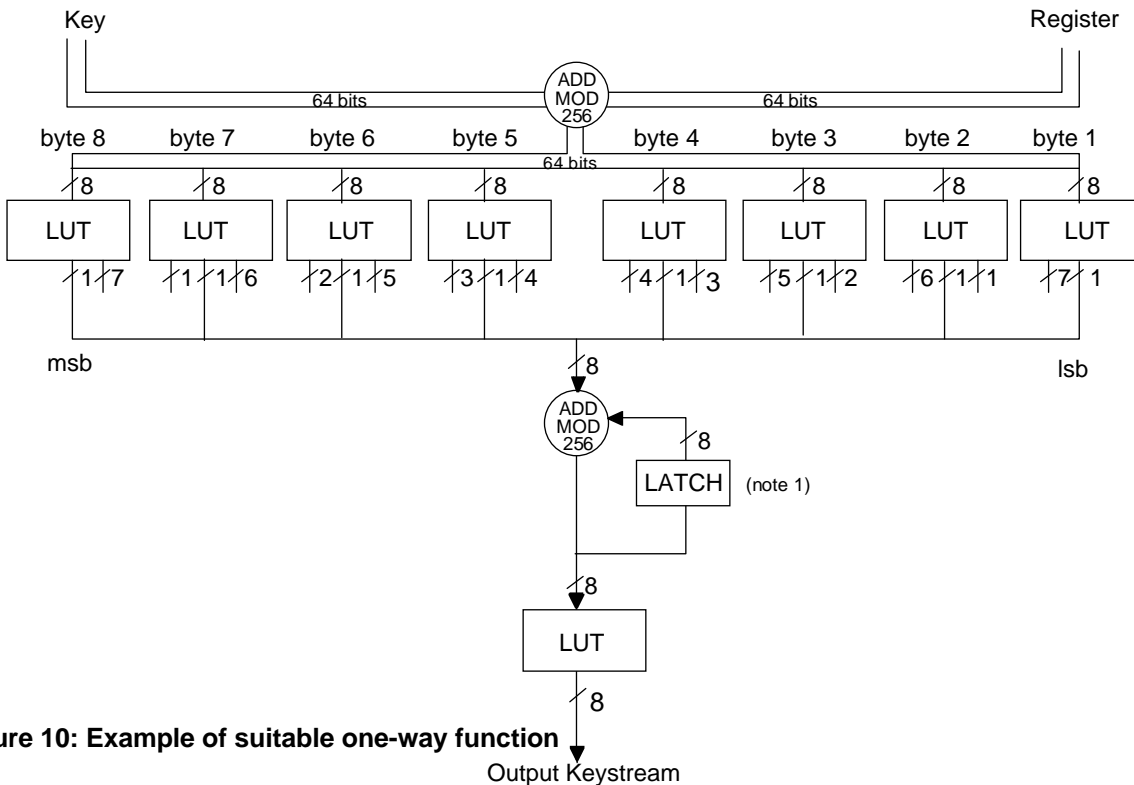 Key
Register
ADD
MOD
256
64 bits
64 bits
byte 8 byte 7 byte 6 byte 5 byte 4 byte 3 byte 2 byte 1
64 bits
8 8 8 8 8 8 8 8
LUT LUT LUT LUT LUT LUT LUT LUT
1 7 1 1 6 2 1 5 3 1 4 4 1 3 5 1 2 6 1 1 7 1
msb
lsb
8
ADD
MOD
256
8
LATCH (note 1)
8
LUT
8
ure 10: Example of suitable one-way function
Output Keystream